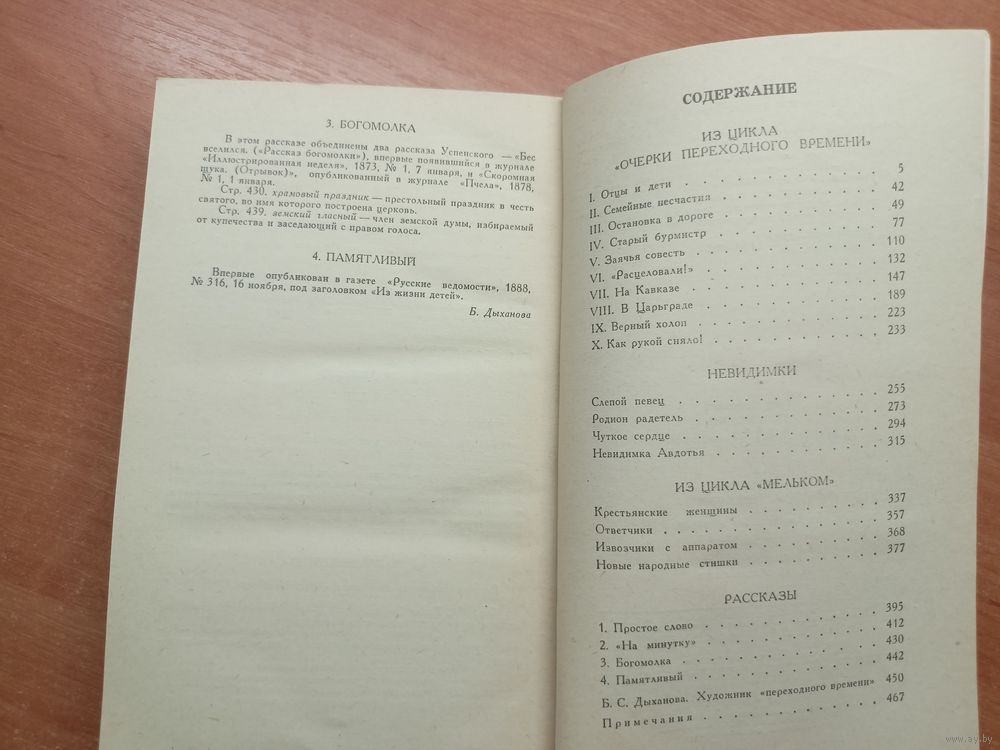 3. БОГОМОЛКА
В этом рассказе объединены два рассказа Успенского — «Бес
вселился. («Рассказ богомолки»), впервые появившийся в журнале
«Иллюстрированная неделя», 1873, № 1, 7 января, и «Скоромная
щука. (Отрывок)», опубликованный в журнале «Пчела», 1878,
№ 1, 1 января.
Стр. 430. храмовый праздник — престольный праздник в честь
святого, во имя которого построена церковь.
Стр. 439. земский гласный — член земской думы, избираемый
от купечества и заседающий с правом голоса.
4. ПАМЯТЛИВЫЙ
Впервые опубликован в газете «Русские ведомости», 1888,
№ 316, 16 ноября, под заголовком «Из жизни детей».
Б. Дыханова
СОДЕРЖАНИЕ
ИЗ ЦИКЛА
«ОЧЕРКИ ПЕРЕХОДНОГО ВРЕМЕНИ»
I. Отцы и дети . . . . . . . . . . . 5
II. Семейные несчастия . . . . . . . . . 42
III. Остановка в дороге . . . . . . . . . 49
IV. Старый бурмистр . . . . . . . . . . 77
V. Заячья совесть . . . . . . . . . . 110
VI. «Расцеловали!» . . . . . . . . . . 132
VII. На Кавказе . . . . . . . . . . . 147
VIII. В Царьграде . . . . . . . . . . . 189
IX. Верный холоп . . . . . . . . . . . 223
X. Как рукой сняло! . . . . . . . . . . 233
НЕВИДИМКИ
Слепой певец . . . . . . . . . . . 255
Родион радетель . . . . . . . . . . 273
Чуткое сердце . . . . . . . . . . . 294
Невидимка Авдотья . . . . . . . . . 315
ИЗ ЦИКЛА «МЕЛЬКОМ»
Крестьянские женщины . . . . . . . . 337
Ответчики . . . . . . . . . . . . 357
Извозчики с аппаратом . . . . . . . . 368
Новые народные стишки . . . . . . . . 377
РАССКАЗЫ
1. Простое слово . . . . . . . . . . 395
2. «На минутку» . . . . . . . . . . 412
3. Богомолка . . . . . . . . . . . 430
4. Памятливый . . . . . . . . . . . 442
Б. С. Дыханова. Художник «переходного времени» 450
Примечания . . . . . . . . . . . 467
www.ay.by